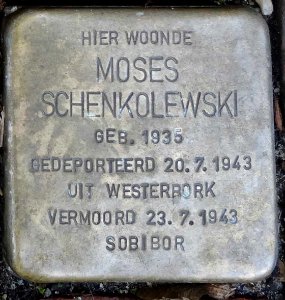 HIER WOONDE
MOSES
SCHENKOLEWSKI
GEB. 1935
GEDEPORTEERD 20.7.1943
UIT WESTERBORK
VERMOORD 23.7.1943
SOBIBOR